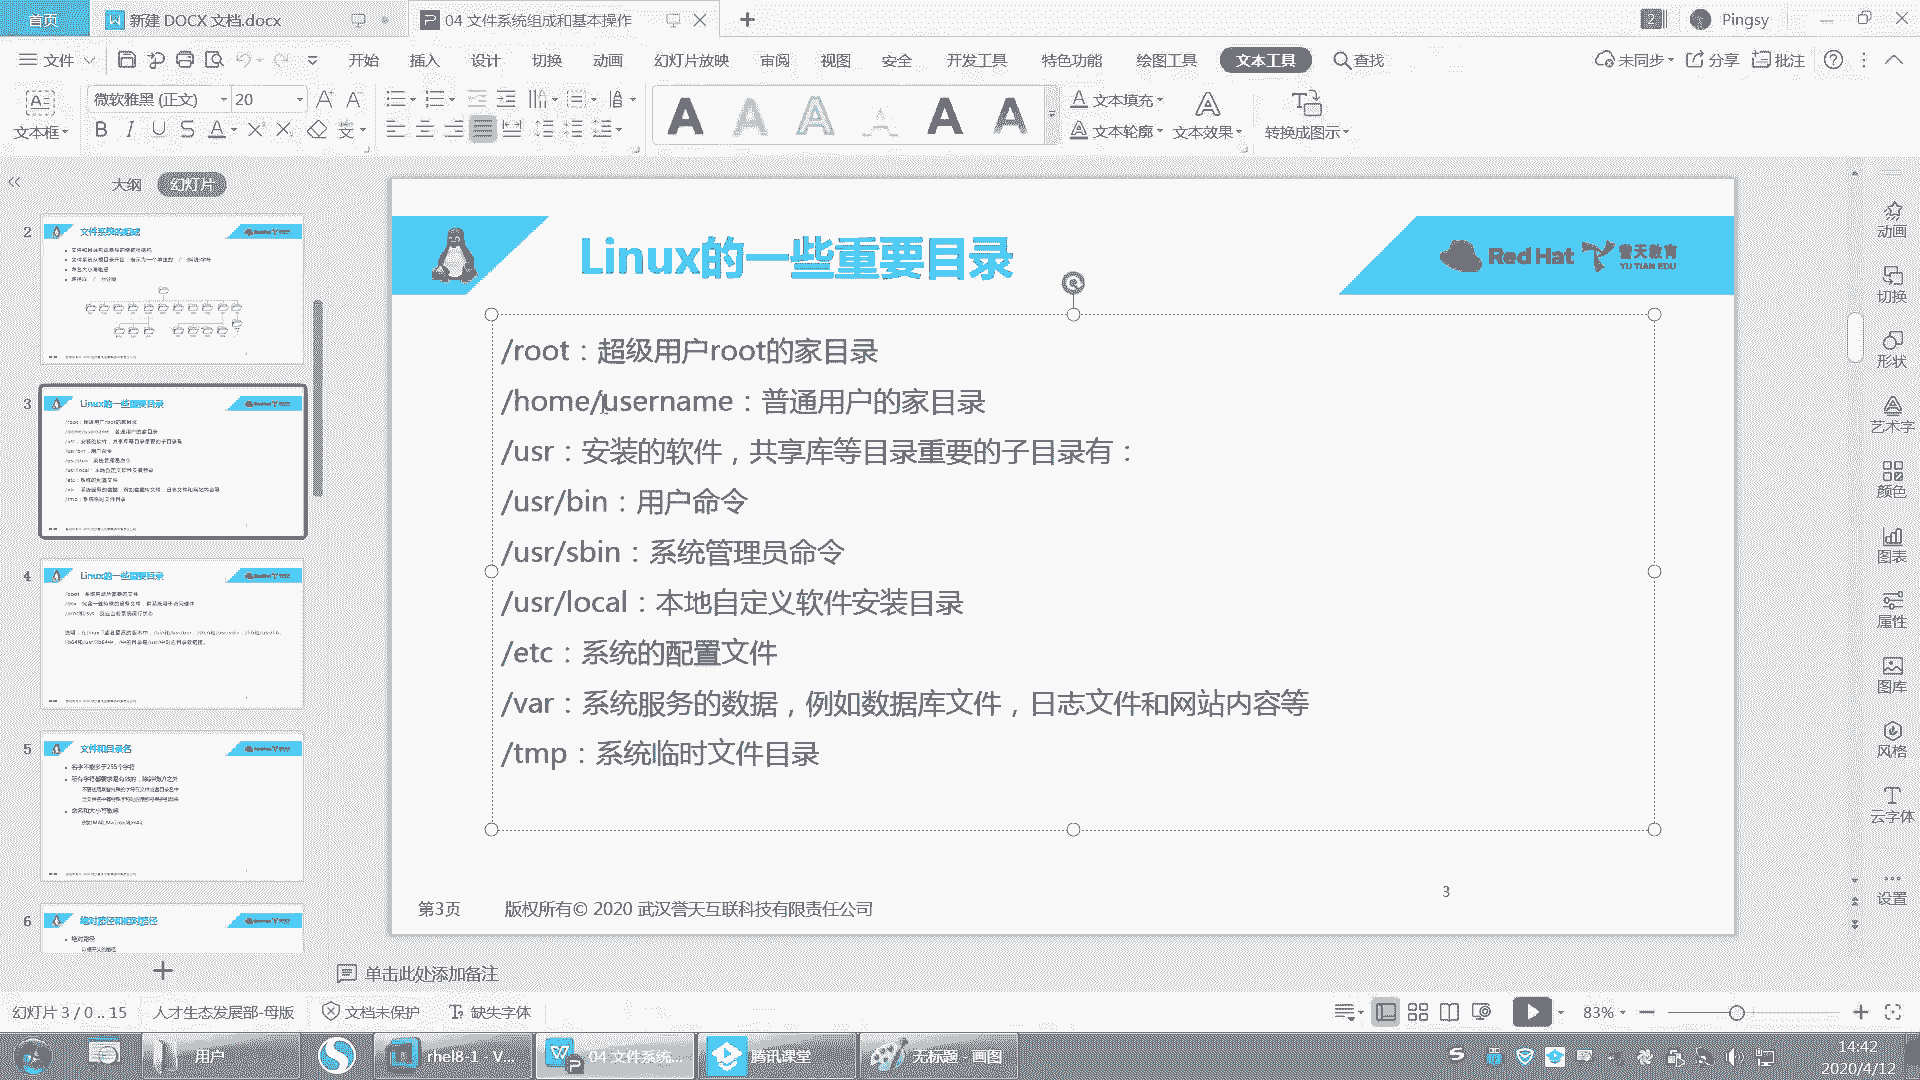 首页
新建 DOCX 文档.docx
04 文件系统组成和基本操作
2
Pingsy
文件
开始
插入
设计
切换
动画
幻灯片放映
审阅
视图
安全
开发工具
特色功能
绘图工具
文本工具
查找
未同步
分享
批注
文本框
微软雅黑 (正文)
20
文本填充
文本轮廓
文本效果
转换成图示
大纲
幻灯片
2
文件系统的组成
3
Linux的一些重要目录
4
Linux的一些重要目录
5
文件和目录名
6
绝对路径和相对路径
Linux的一些重要目录
Red Hat
誉天教育
YU TIAN EDU
/root：超级用户root的家目录
/home/username：普通用户的家目录
/usr：安装的软件，共享库等目录重要的子目录有：
/usr/bin：用户命令
/usr/sbin：系统管理员命令
/usr/local：本地自定义软件安装目录
/etc：系统的配置文件
/var：系统服务的数据，例如数据库文件，日志文件和网站内容等
/tmp：系统临时文件目录
3
第3页
版权所有© 2020 武汉誉天互联科技有限责任公司
动画
切换
形状
艺术字
颜色
图表
属性
图库
风格
云字体
设置
单击此处添加备注
幻灯片 3 / 0 .. 15
人才生态发展部-母版
文档未保护
缺失字体
83%
用户
rhel8-1 - V...
04 文件系统...
腾讯课堂
无标题 - 画图
14:42
2020/4/12